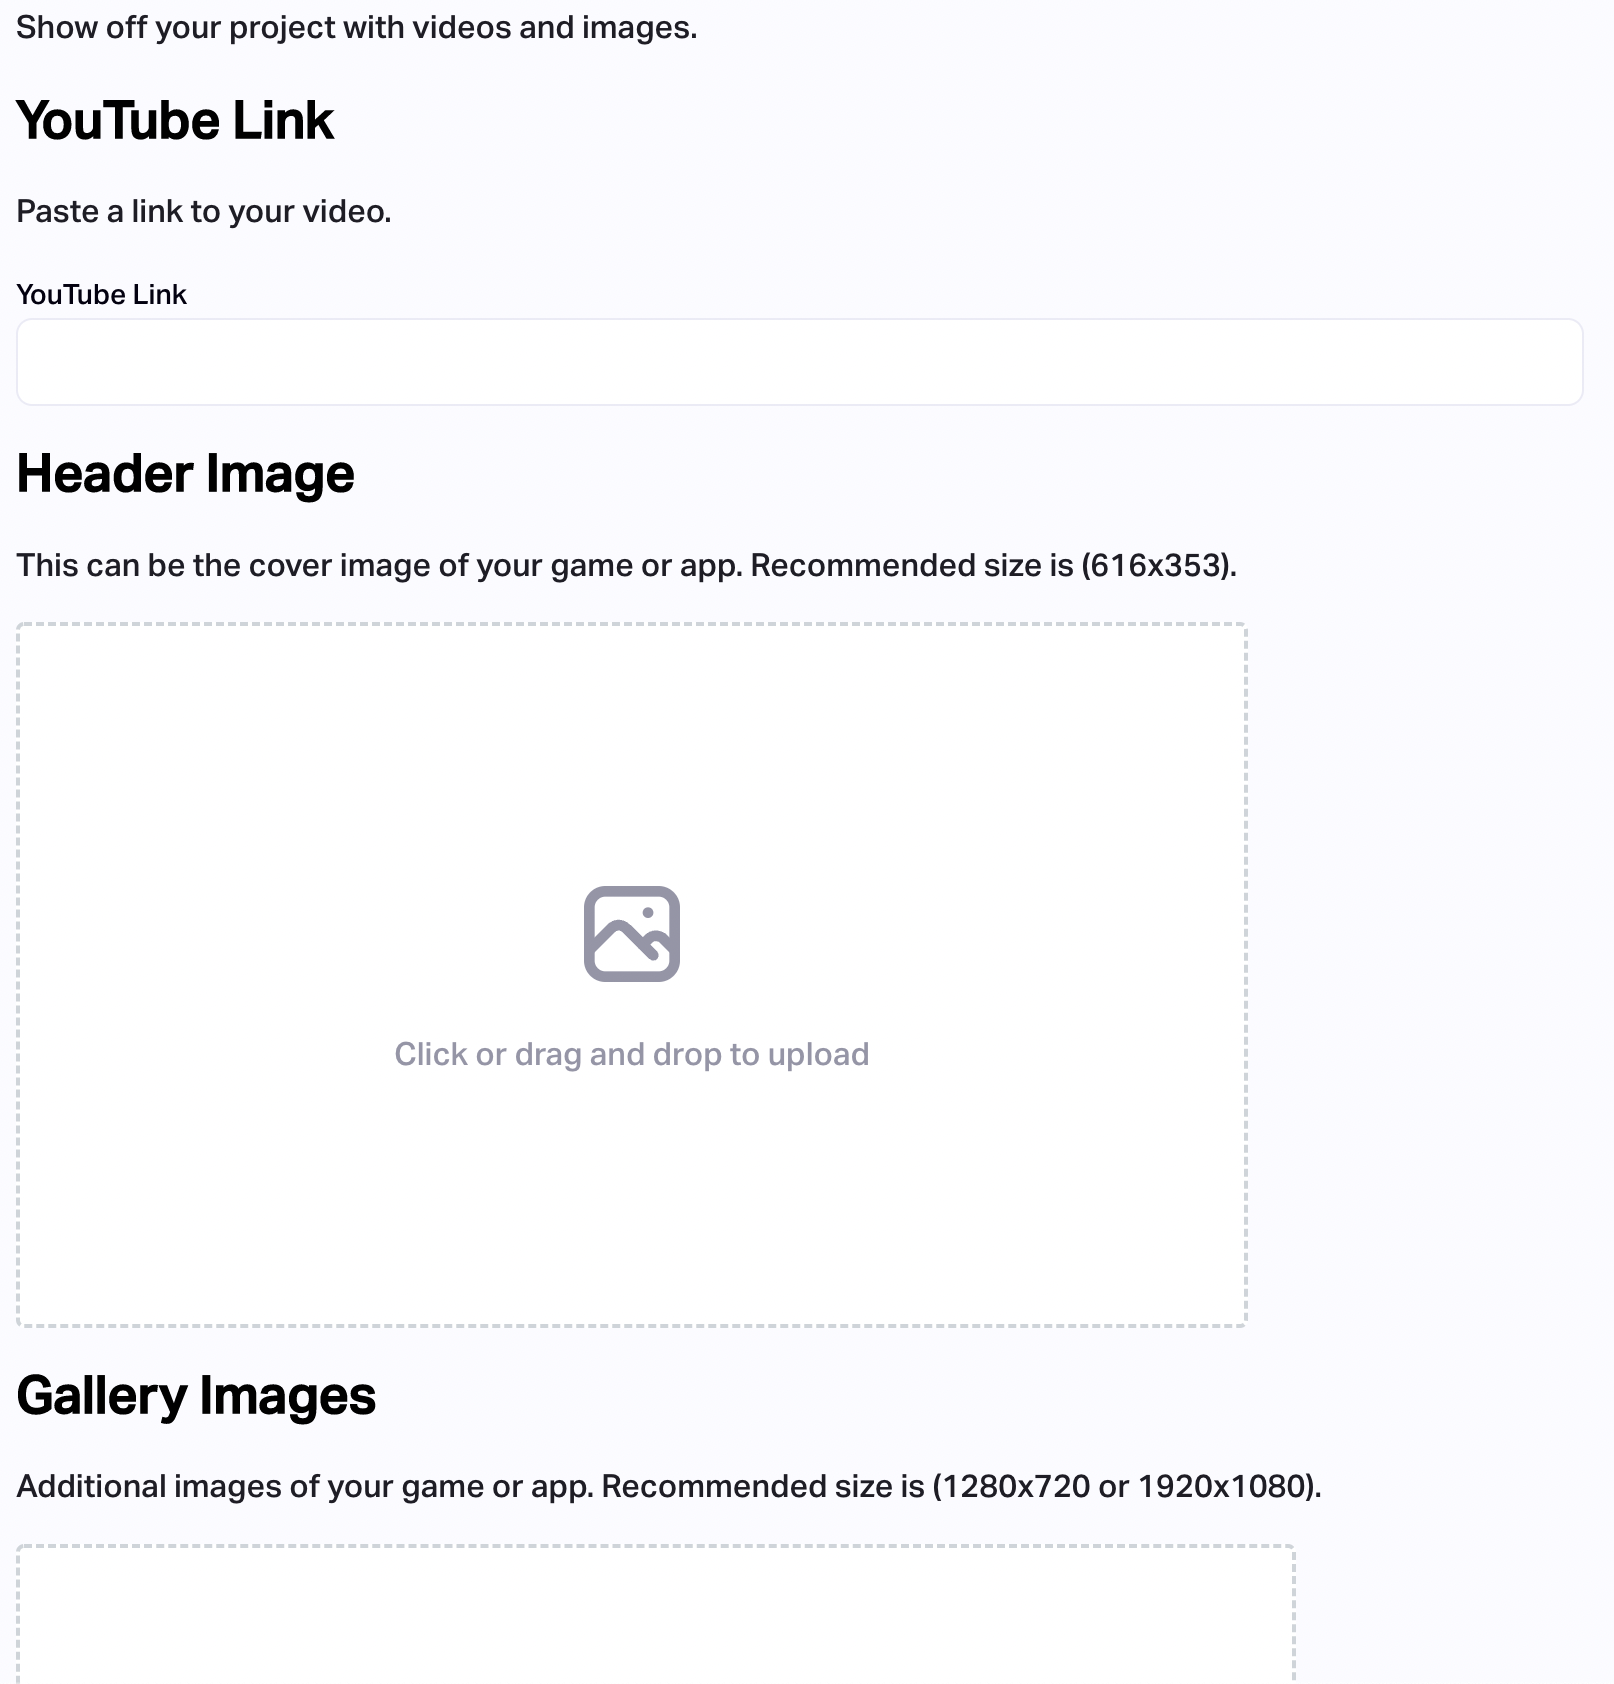 Show off your project with videos and images.
YouTube Link
Paste a link to your video.
YouTube Link
Header Image
This can be the cover image of your game or app. Recommended size is (616x353).
Click or drag and drop to upload
Gallery Images
Additional images of your game or app. Recommended size is (1280x720 or 1920x1080).